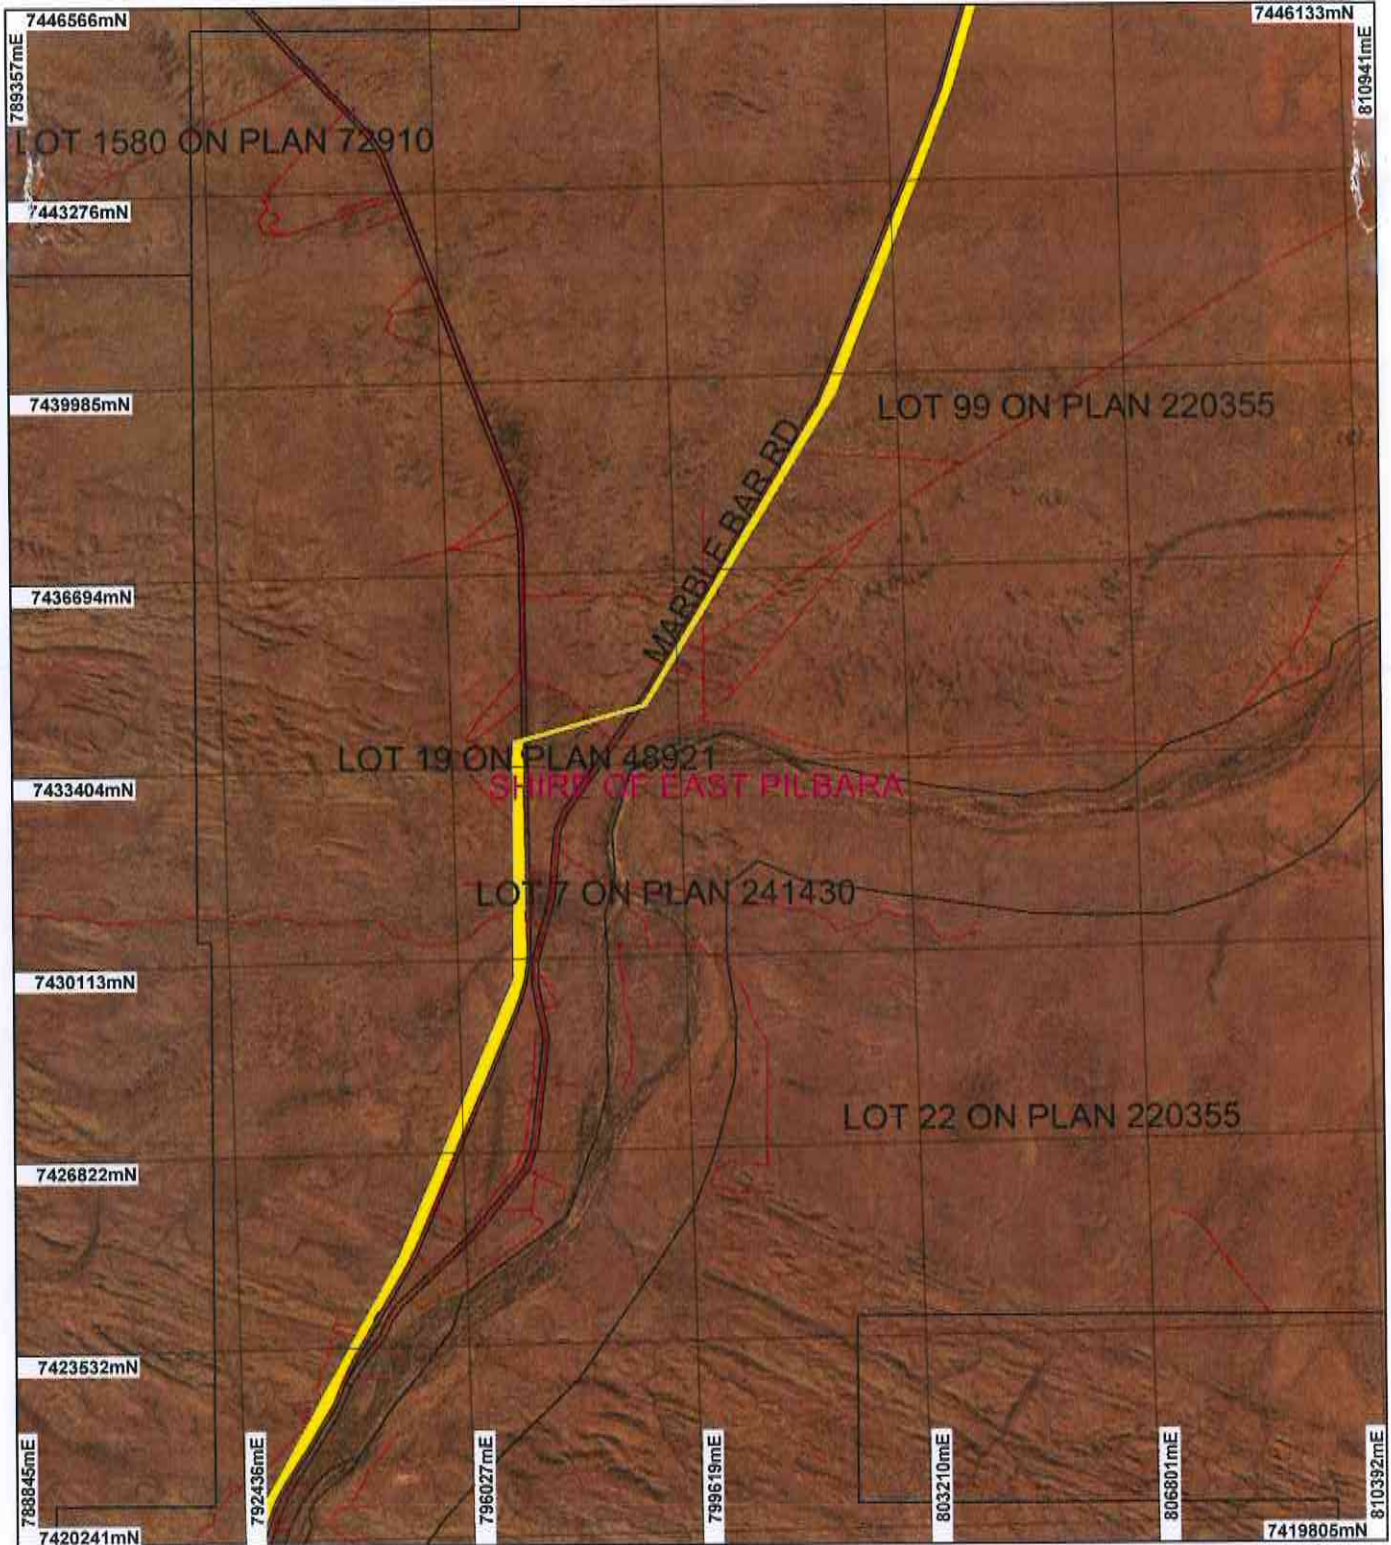 7446566mN
7446133mN
789357mE
810941mE
LOT 1580 ON PLAN 72910
7443276mN
7439985mN
LOT 99 ON PLAN 220355
MARBLE BAR RD
7436694mN
LOT 19 ON PLAN 48921
SHIRE OF EAST PILBARA
7433404mN
LOT 7 ON PLAN 241430
7430113mN
LOT 22 ON PLAN 220355
7426822mN
7423532mN
788845mE
792436mE
796027mE
799619mE
803210mE
806801mE
810392mE
7420241mN
7419805mN